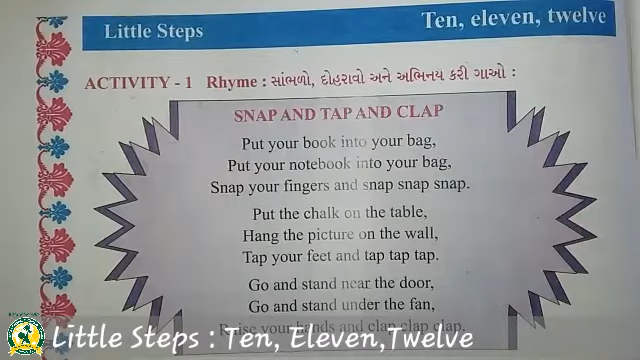 Little Steps
Ten, eleven, twelve
ACTIVITY - 1 Rhyme : સાંભળો, દોહરાવો અને અભિનય કરી ગાઓ :
SNAP AND TAP AND CLAP
Put your book into your bag,
Put your notebook into your bag,
Snap your fingers and snap snap snap.
Put the chalk on the table,
Hang the picture on the wall,
Tap your feet and tap tap tap.
Go and stand near the door,
Go and stand under the fan,
Raise your hands and clap clap clap.
Little Steps : Ten, Eleven,Twelve